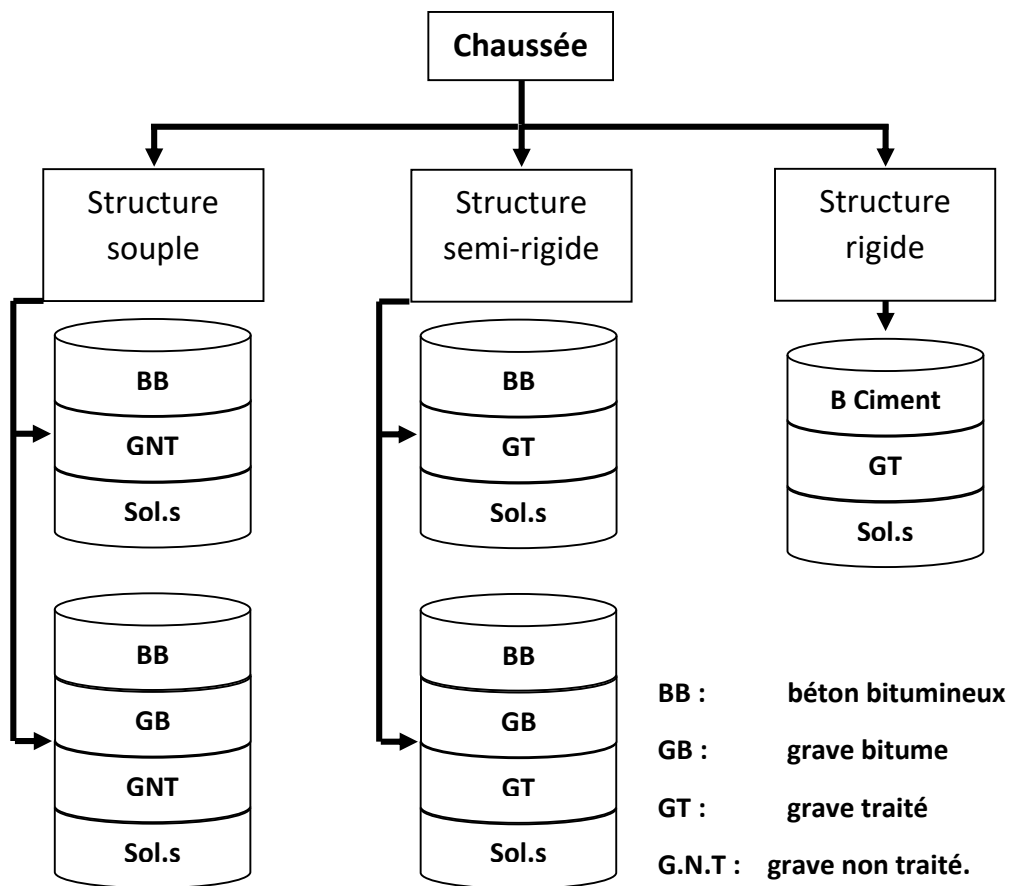 Chaussée
Structure
souple
Structure
semi-rigide
Structure
rigide
BB
GNT
Sol.s
BB
GT
Sol.s
B Ciment
GT
Sol.s
BB
GB
GNT
Sol.s
BB
GB
GT
Sol.s
BB : béton bitumineux
GB : grave bitume
GT : grave traité
G.N.T : grave non traité.